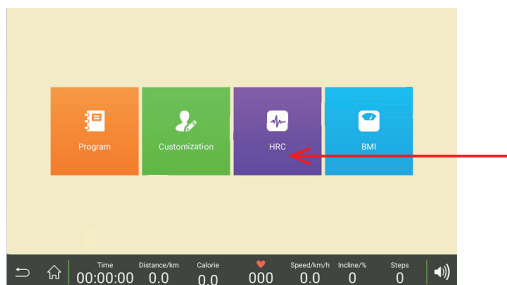 Program Customization HRC BMI
Time Distance/km Calorie Speed/km/h Incline/% Steps
00:00:00 0.0 0.0 000 0.0 0 0